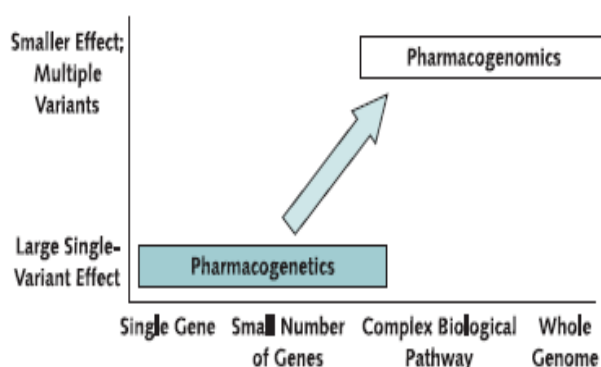 Smaller Effect;
Multiple
Variants
Pharmacogenomics
Large Single-
Variant Effect
Pharmacogenetics
Single Gene
Small Number
of Genes
Complex Biological
Pathway
Whole
Genome